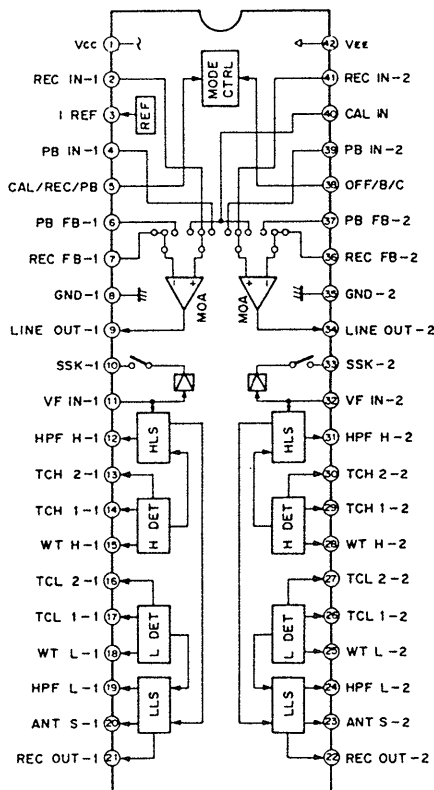 Vcc 1 42 VEE
REC IN-1 2 41 REC IN-2
MODE CTRL
I REF 3 REF 40 CAL IN
PB IN-1 4 39 PB IN-2
CAL/REC/PB 5 38 OFF/B/C
PB FB-1 6 37 PB FB-2
REC FB-1 7 36 REC FB-2
- + + -
GND-1 8 35 GND-2
MOA MOA
LINE OUT-1 9 34 LINE OUT-2
SSK-1 10 33 SSK-2
VF IN-1 11 32 VF IN-2
HPF H-1 12 HLS HLS 31 HPF H-2
TCH 2-1 13 30 TCH 2-2
TCH 1-1 14 H DET H DET 29 TCH 1-2
WT H-1 15 28 WT H-2
TCL 2-1 16 27 TCL 2-2
TCL 1-1 17 L DET L DET 26 TCL 1-2
WT L-1 18 25 WT L-2
HPF L-1 19 24 HPF L-2
LLS LLS
ANT S-1 20 23 ANT S-2
REC OUT-1 21 22 REC OUT-2